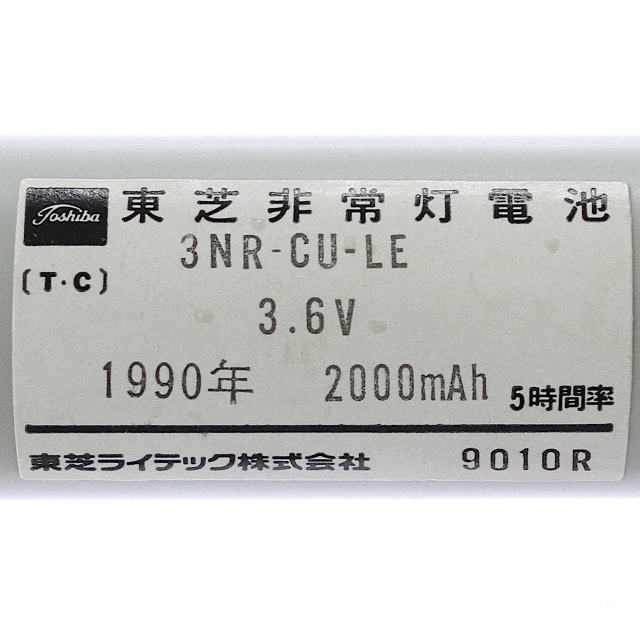 Toshiba 東芝非常灯電池
3NR-CU-LE
(T·C)
3.6V
1990年 2000mAh 5時間率
東芝ライテック株式会社 9010R